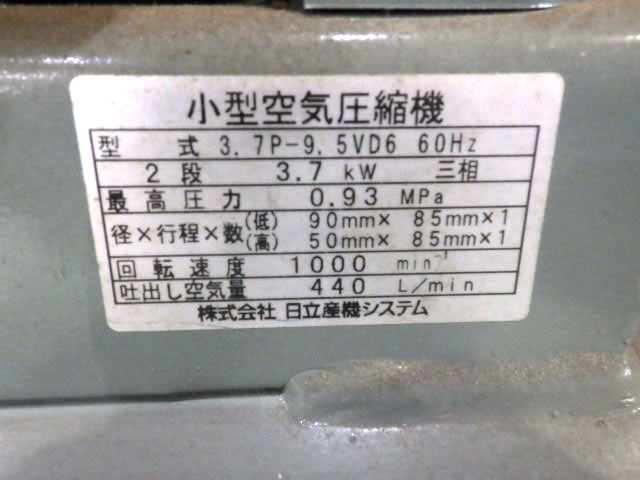 小型空気圧縮機
型式 3.7P-9.5VD6 60Hz
2段 3.7 kW 三相
最高圧力 0.93 MPa
径×行程×数 (低) 90mm× 85mm×1
(高) 50mm× 85mm×1
回転速度 1000 min⁻¹
吐出し空気量 440 L/min
株式会社 日立産機システム